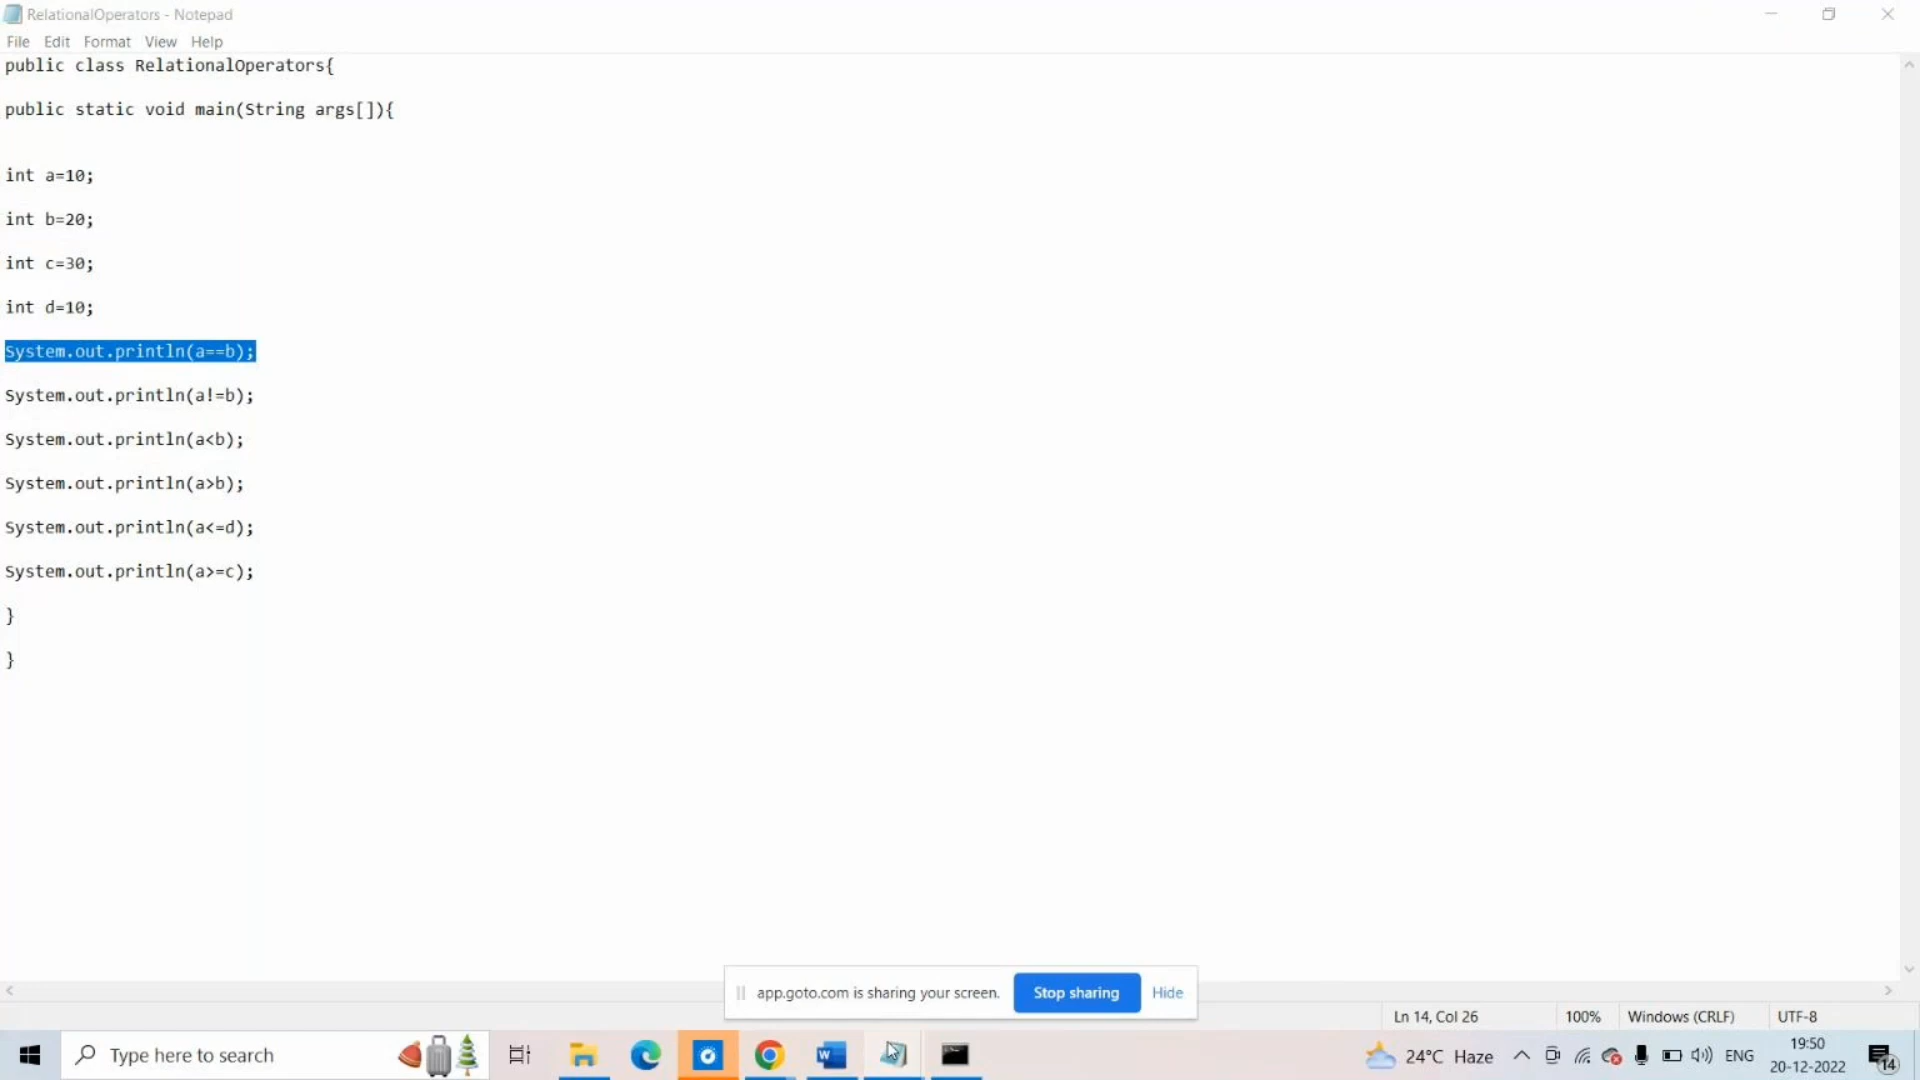 RelationalOperators - Notepad
File Edit Format View Help
public class RelationalOperators{
public static void main(String args[]){
int a=10;
int b=20;
int c=30;
int d=10;
System.out.println(a==b);
System.out.println(a!=b);
System.out.println(a<b);
System.out.println(a>b);
System.out.println(a<=d);
System.out.println(a>=c);
}
}
app.goto.com is sharing your screen. Stop sharing Hide
Ln 14, Col 26 100% Windows (CRLF) UTF-8
Type here to search
24°C Haze
ENG
19:50
20-12-2022
14